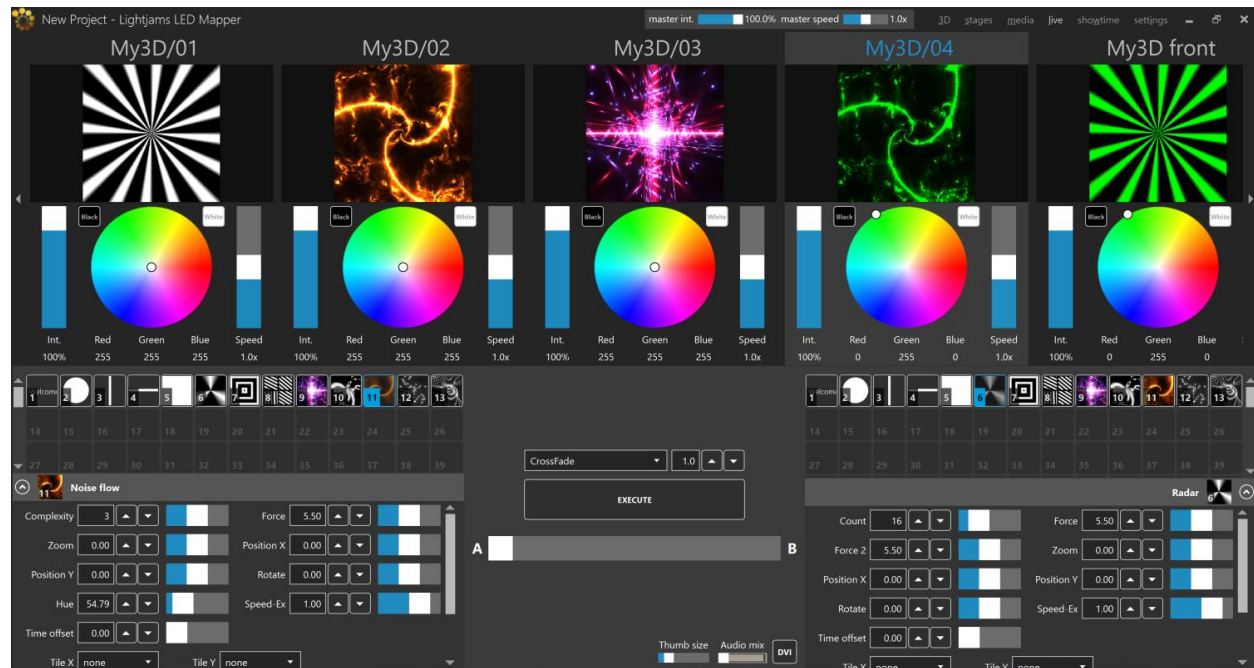 New Project - Lightjams LED Mapper master int. 100.0% master speed 1.0x 3D stages media live showtime settings
My3D/01 My3D/02 My3D/03 My3D/04 My3D front
Black White Black White Black White Black White Black White
Int. Red Green Blue Speed Int. Red Green Blue Speed Int. Red Green Blue Speed Int. Red Green Blue Speed Int. Red Green Blue
100% 255 255 255 1.0x 100% 255 255 255 1.0x 100% 255 255 255 1.0x 100% 0 255 0 1.0x 100% 0 255 0
1 2 3 4 5 6 7 8 9 10 11 12 13
14 15 16 17 18 19 20 21 22 23 24 25 26
27 28 29 30 31 32 33 34 35 36 37 38 39
11 Noise flow
Complexity 3 Force 5.50
Zoom 0.00 Position X 0.00
Position Y 0.00 Rotate 0.00
Hue 54.79 Speed-Ex 1.00
Time offset 0.00
Tile X none Tile Y none
CrossFade 1.0
EXECUTE
A B
Thumb size Audio mix DVI
1 2 3 4 5 6 7 8 9 10 11 12 13
14 15 16 17 18 19 20 21 22 23 24 25 26
27 28 29 30 31 32 33 34 35 36 37 38 39
Radar 6
Count 16 Force 5.50
Force 2 5.50 Zoom 0.00
Position X 0.00 Position Y 0.00
Rotate 0.00 Speed-Ex 1.00
Time offset 0.00
Tile X none Tile Y none